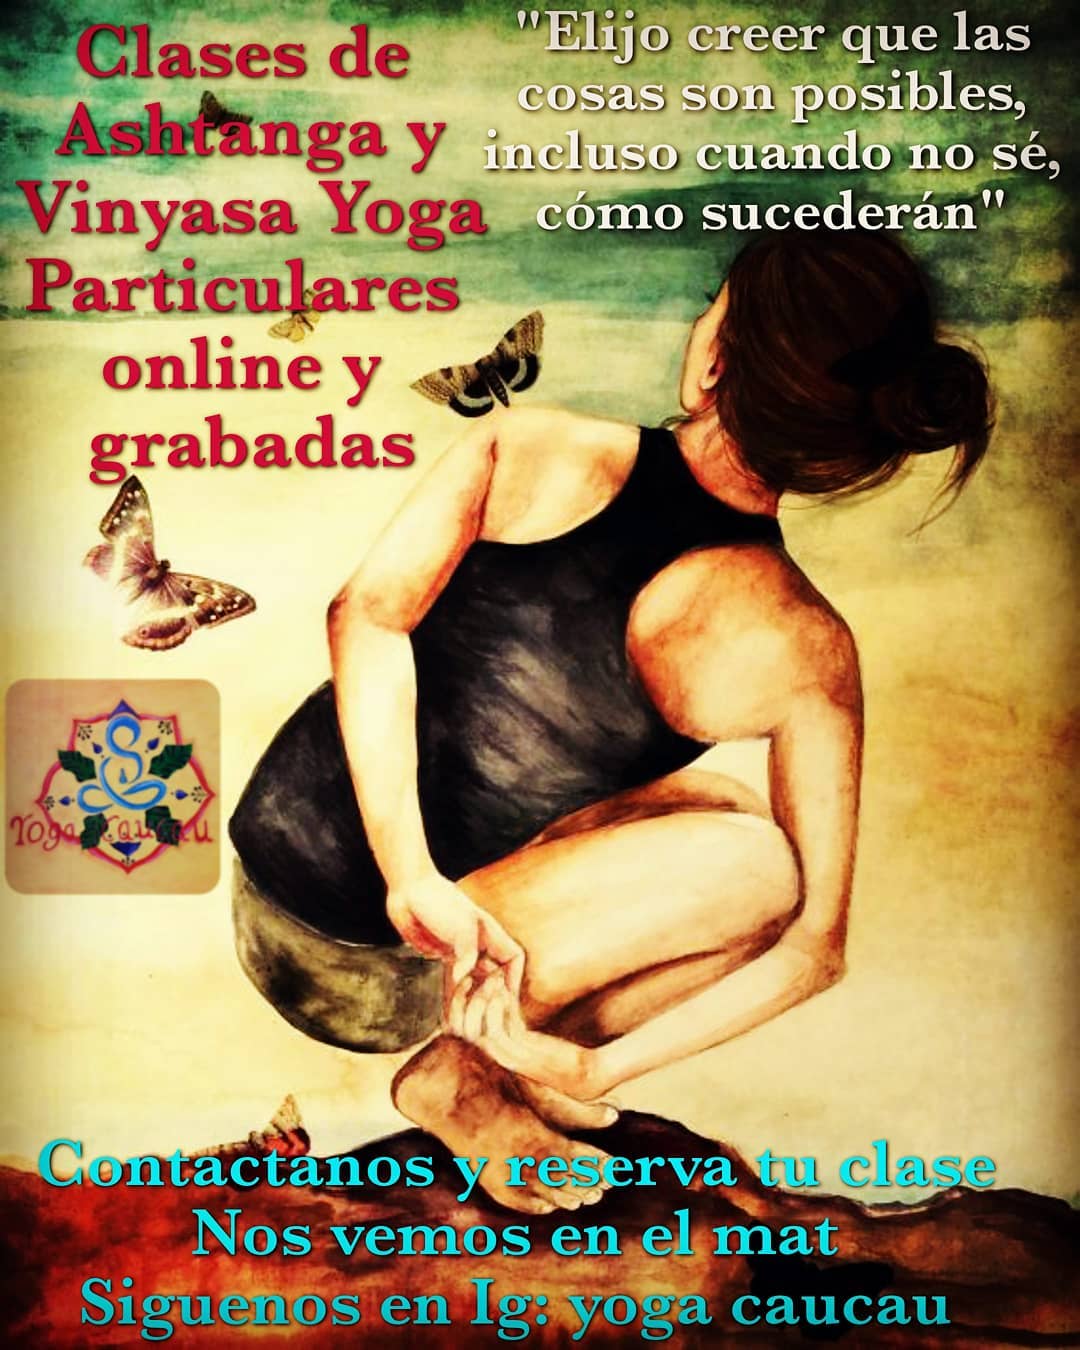 Clases de
Ashtanga y
Vinyasa Yoga
Particulares
online y
grabadas
"Elijo creer que las
cosas son posibles,
incluso cuando no sé,
cómo sucederán"
Yoga Caucau
Contactanos y reserva tu clase
Nos vemos en el mat
Siguenos en Ig: yoga caucau